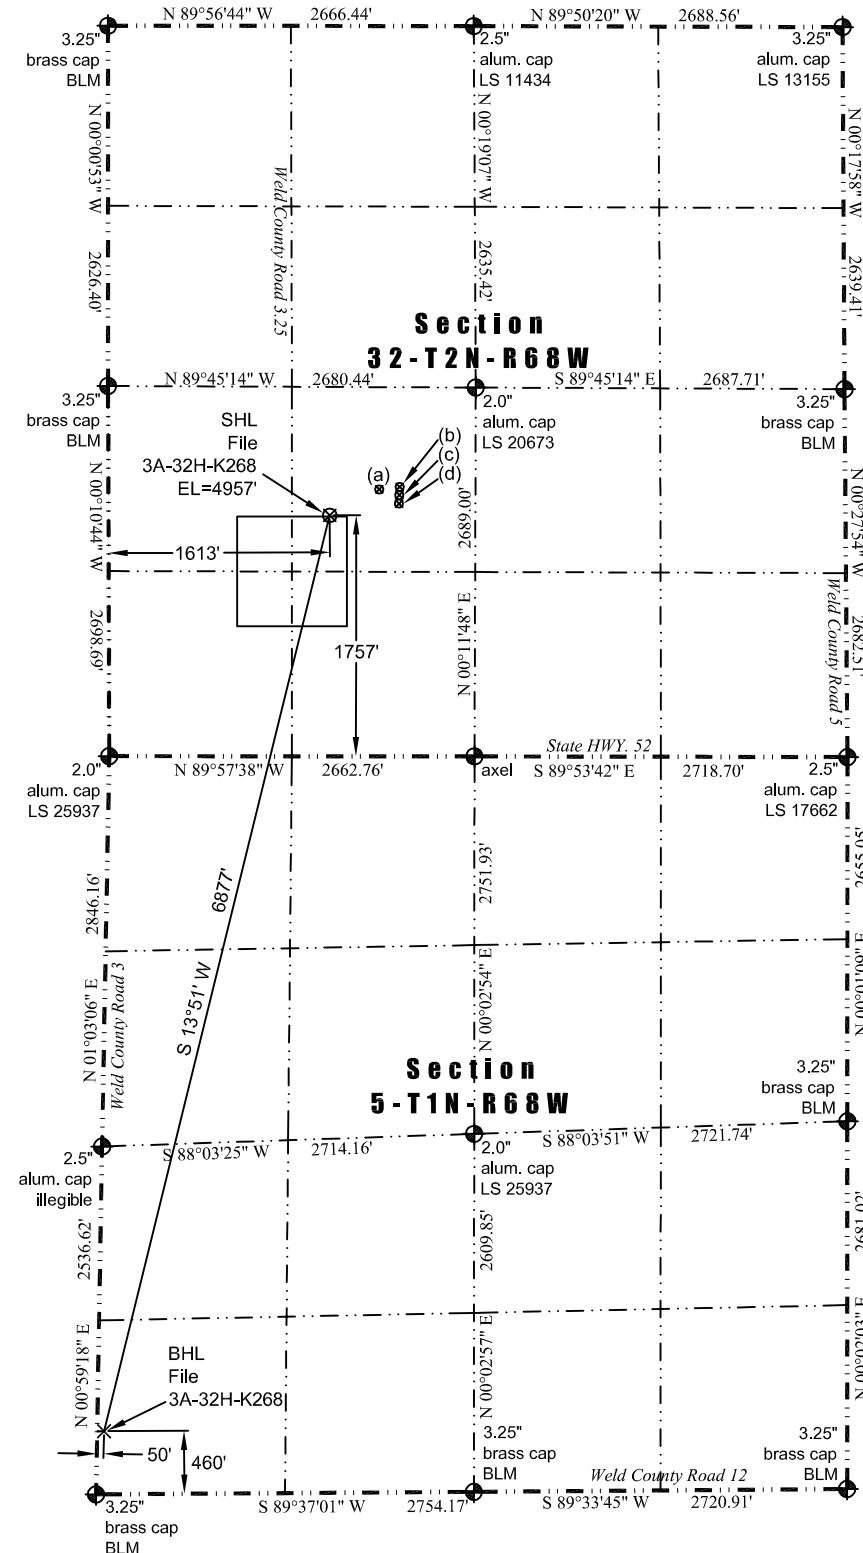 N 89°56'44" W 2666.44' N 89°50'20" W 2688.56'
3.25"
brass cap
BLM
2.5"
alum. cap
LS 11434
3.25"
alum. cap
LS 13155
N 00°00'53" W
2626.40'
Weld County Road 3.25
N 00°19'07" W
2635.42'
N 00°17'58" W
2639.41'
Section
32-T2N-R68W
N 89°45'14" W 2680.44' S 89°45'14" E 2687.71'
3.25"
brass cap
BLM
2.0"
alum. cap
LS 20673
3.25"
brass cap
BLM
SHL
File
3A-32H-K268
EL=4957'
(a)
(b)
(c)
(d)
N 00°10'44" W
2698.69'
1613'
1757'
2689.00'
N 00°11'48" E
N 00°27'54" W
2682.51'
Weld County Road 5
State HWY. 52
N 89°57'38" W 2662.76' S 89°53'42" E 2718.70'
2.0"
alum. cap
LS 25937
axel
2.5"
alum. cap
LS 17662
2846.16'
N 01°03'06" E
Weld County Road 3
6877'
S 13°51' W
2751.93'
N 00°02'54" E
Section
5-T1N-R68W
3.25"
brass cap
BLM
S 88°03'25" W 2714.16' S 88°03'51" W 2721.74'
2.5"
alum. cap
illegible
2.0"
alum. cap
LS 25937
2536.62'
N 00°59'18" E
2609.85'
N 00°02'57" E
BHL
File
3A-32H-K268
50'
460'
3.25"
brass cap
BLM
3.25"
brass cap
BLM
Weld County Road 12
3.25"
brass cap
BLM
S 89°37'01" W 2754.17' S 89°33'45" W 2720.91'